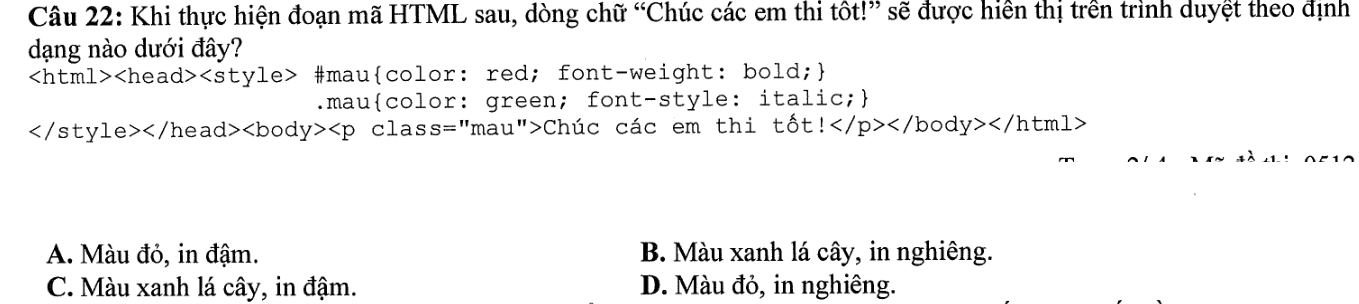 Câu 22: Khi thực hiện đoạn mã HTML sau, dòng chữ “Chúc các em thi tốt!” sẽ được hiển thị trên trình duyệt theo định
dạng nào dưới đây?
<html><head><style> #mau{color: red; font-weight: bold;}
.mau{color: green; font-style: italic;}
</style></head><body><p class="mau">Chúc các em thi tốt!</p></body></html>
A. Màu đỏ, in đậm.
B. Màu xanh lá cây, in nghiêng.
C. Màu xanh lá cây, in đậm.
D. Màu đỏ, in nghiêng.